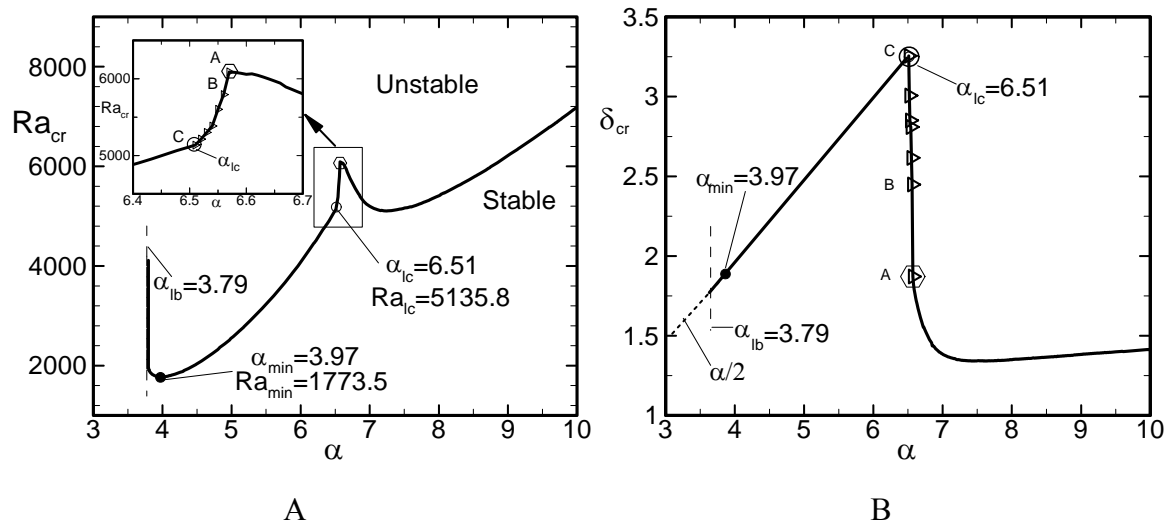 8000
6000
4000
2000
Ra_cr
3
4
5
6
7
8
9
10
α
Unstable
Stable
A
B
C
α_lc
6000
Ra_cr
5000
6.4
6.5
α
6.6
6.7
α_lb=3.79
α_lc=6.51
Ra_lc=5135.8
α_min=3.97
Ra_min=1773.5
A
3.5
3
2.5
2
1.5
1
δ_cr
C
α_lc=6.51
α_min=3.97
B
A
α_lb=3.79
α/2
3
4
5
6
7
8
9
10
α
B